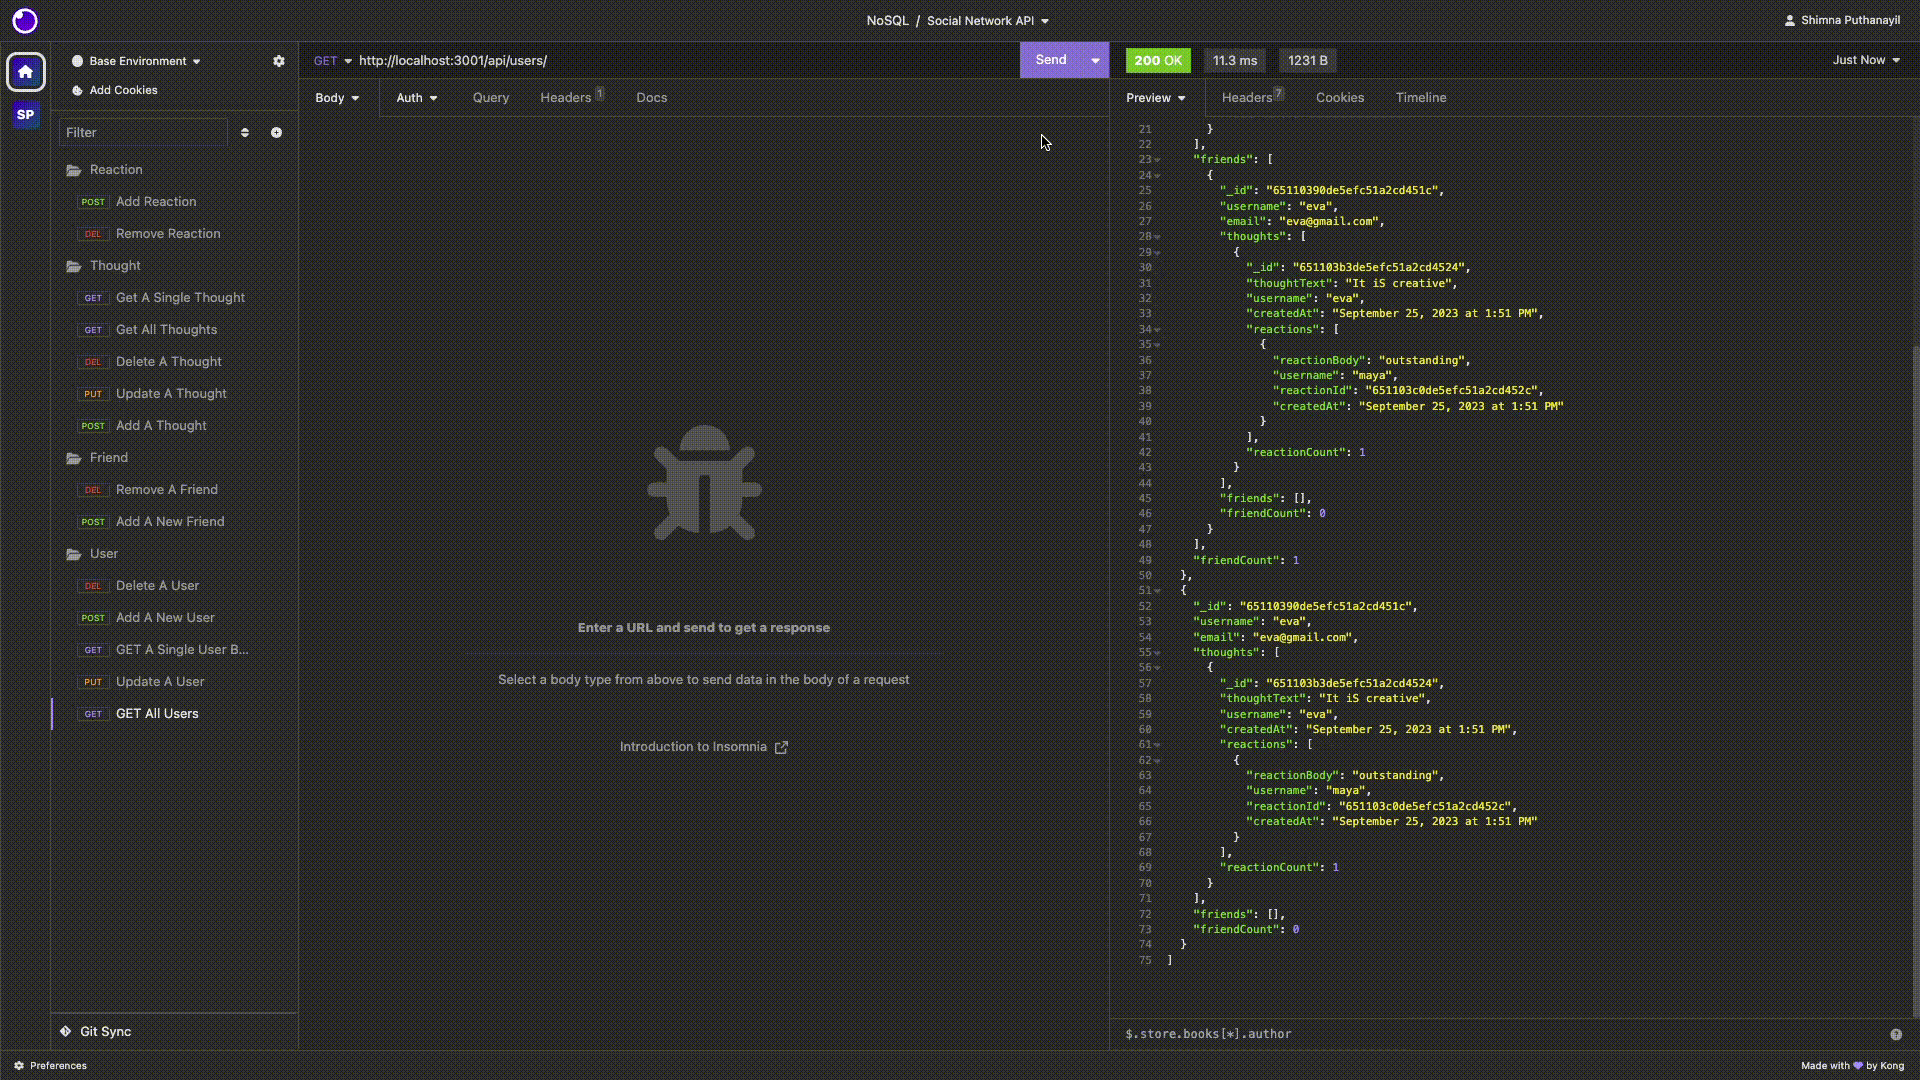 NoSQL / Social Network API
Shimna Puthanayil
SP
Base Environment
Add Cookies
Filter
Reaction
POST Add Reaction
DEL Remove Reaction
Thought
GET Get A Single Thought
GET Get All Thoughts
DEL Delete A Thought
PUT Update A Thought
POST Add A Thought
Friend
DEL Remove A Friend
POST Add A New Friend
User
DEL Delete A User
POST Add A New User
GET GET A Single User B...
PUT Update A User
GET GET All Users
Git Sync
Preferences
GET http://localhost:3001/api/users/ Send
Body Auth Query Headers 1 Docs
Enter a URL and send to get a response
Select a body type from above to send data in the body of a request
Introduction to Insomnia
200 OK 11.3 ms 1231 B Just Now
Preview Headers 7 Cookies Timeline
21 }
22 ],
23 "friends": [
24 {
25 "_id": "65110390de5efc51a2cd451c",
26 "username": "eva",
27 "email": "eva@gmail.com",
28 "thoughts": [
29 {
30 "_id": "651103b3de5efc51a2cd4524",
31 "thoughtText": "It iS creative",
32 "username": "eva",
33 "createdAt": "September 25, 2023 at 1:51 PM",
34 "reactions": [
35 {
36 "reactionBody": "outstanding",
37 "username": "maya",
38 "reactionId": "651103c0de5efc51a2cd452c",
39 "createdAt": "September 25, 2023 at 1:51 PM"
40 }
41 ],
42 "reactionCount": 1
43 }
44 ],
45 "friends": [],
46 "friendCount": 0
47 }
48 ],
49 "friendCount": 1
50 },
51 {
52 "_id": "65110390de5efc51a2cd451c",
53 "username": "eva",
54 "email": "eva@gmail.com",
55 "thoughts": [
56 {
57 "_id": "651103b3de5efc51a2cd4524",
58 "thoughtText": "It iS creative",
59 "username": "eva",
60 "createdAt": "September 25, 2023 at 1:51 PM",
61 "reactions": [
62 {
63 "reactionBody": "outstanding",
64 "username": "maya",
65 "reactionId": "651103c0de5efc51a2cd452c",
66 "createdAt": "September 25, 2023 at 1:51 PM"
67 }
68 ],
69 "reactionCount": 1
70 }
71 ],
72 "friends": [],
73 "friendCount": 0
74 }
75 ]
$.store.books[*].author
Made with 💜 by Kong